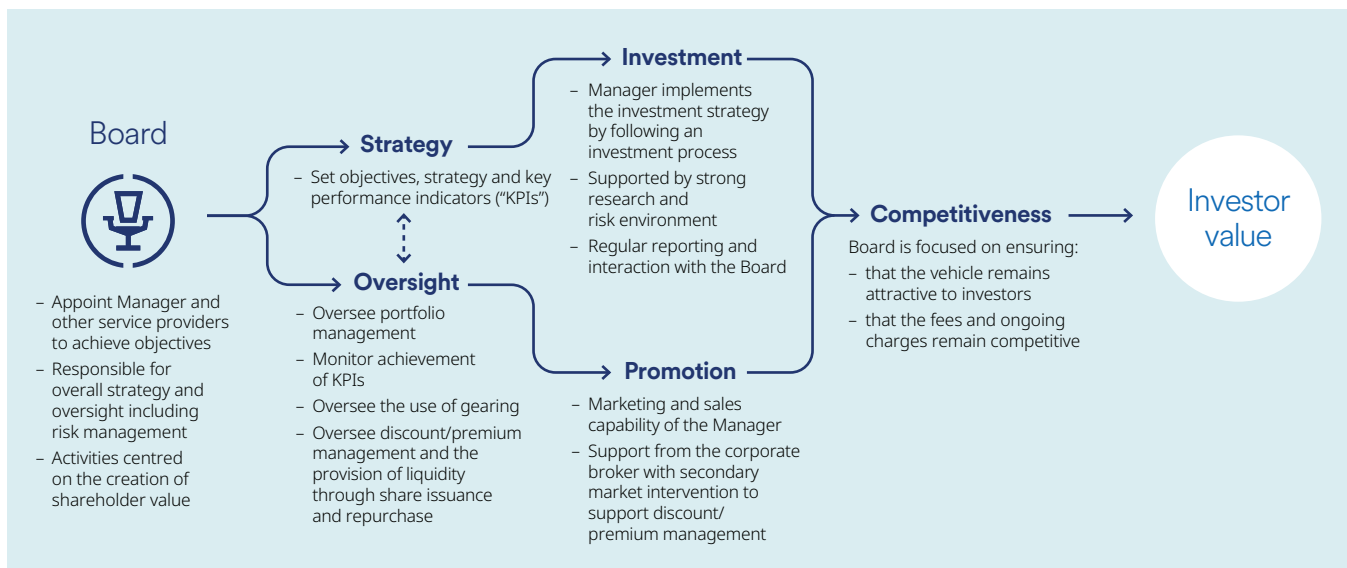 Board
– Appoint Manager and
other service providers
to achieve objectives
– Responsible for
overall strategy and
oversight including
risk management
– Activities centred
on the creation of
shareholder value
Strategy
– Set objectives, strategy and key
performance indicators (“KPIs”)
Oversight
– Oversee portfolio
management
– Monitor achievement
of KPIs
– Oversee the use of gearing
– Oversee discount/premium
management and the
provision of liquidity
through share issuance
and repurchase
Investment
– Manager implements
the investment strategy
by following an
investment process
– Supported by strong
research and
risk environment
– Regular reporting and
interaction with the Board
Promotion
– Marketing and sales
capability of the Manager
– Support from the corporate
broker with secondary
market intervention to
support discount/
premium management
Competitiveness
Board is focused on ensuring:
– that the vehicle remains
attractive to investors
– that the fees and ongoing
charges remain competitive
Investor
value